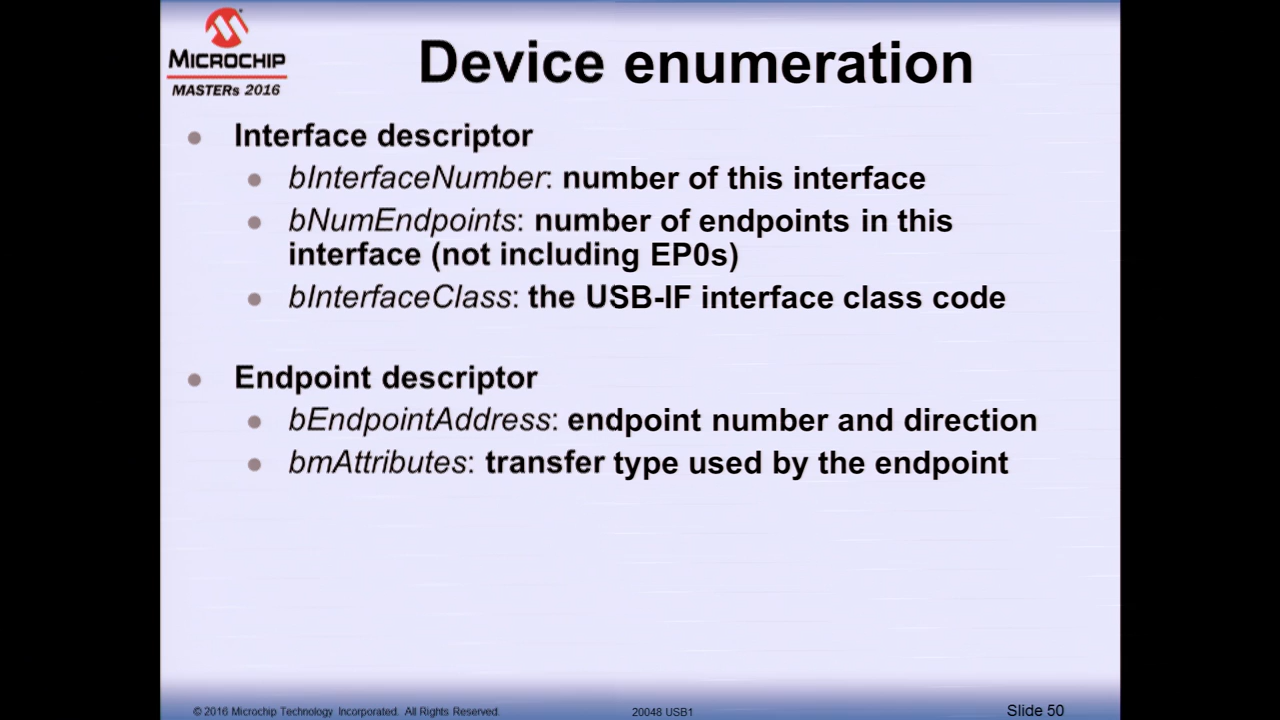 MICROCHIP
MASTERs 2016
Device enumeration
Interface descriptor
bInterfaceNumber: number of this interface
bNumEndpoints: number of endpoints in this
interface (not including EP0s)
bInterfaceClass: the USB-IF interface class code
Endpoint descriptor
bEndpointAddress: endpoint number and direction
bmAttributes: transfer type used by the endpoint
© 2016 Microchip Technology Incorporated. All Rights Reserved.
20048 USB1
Slide 50